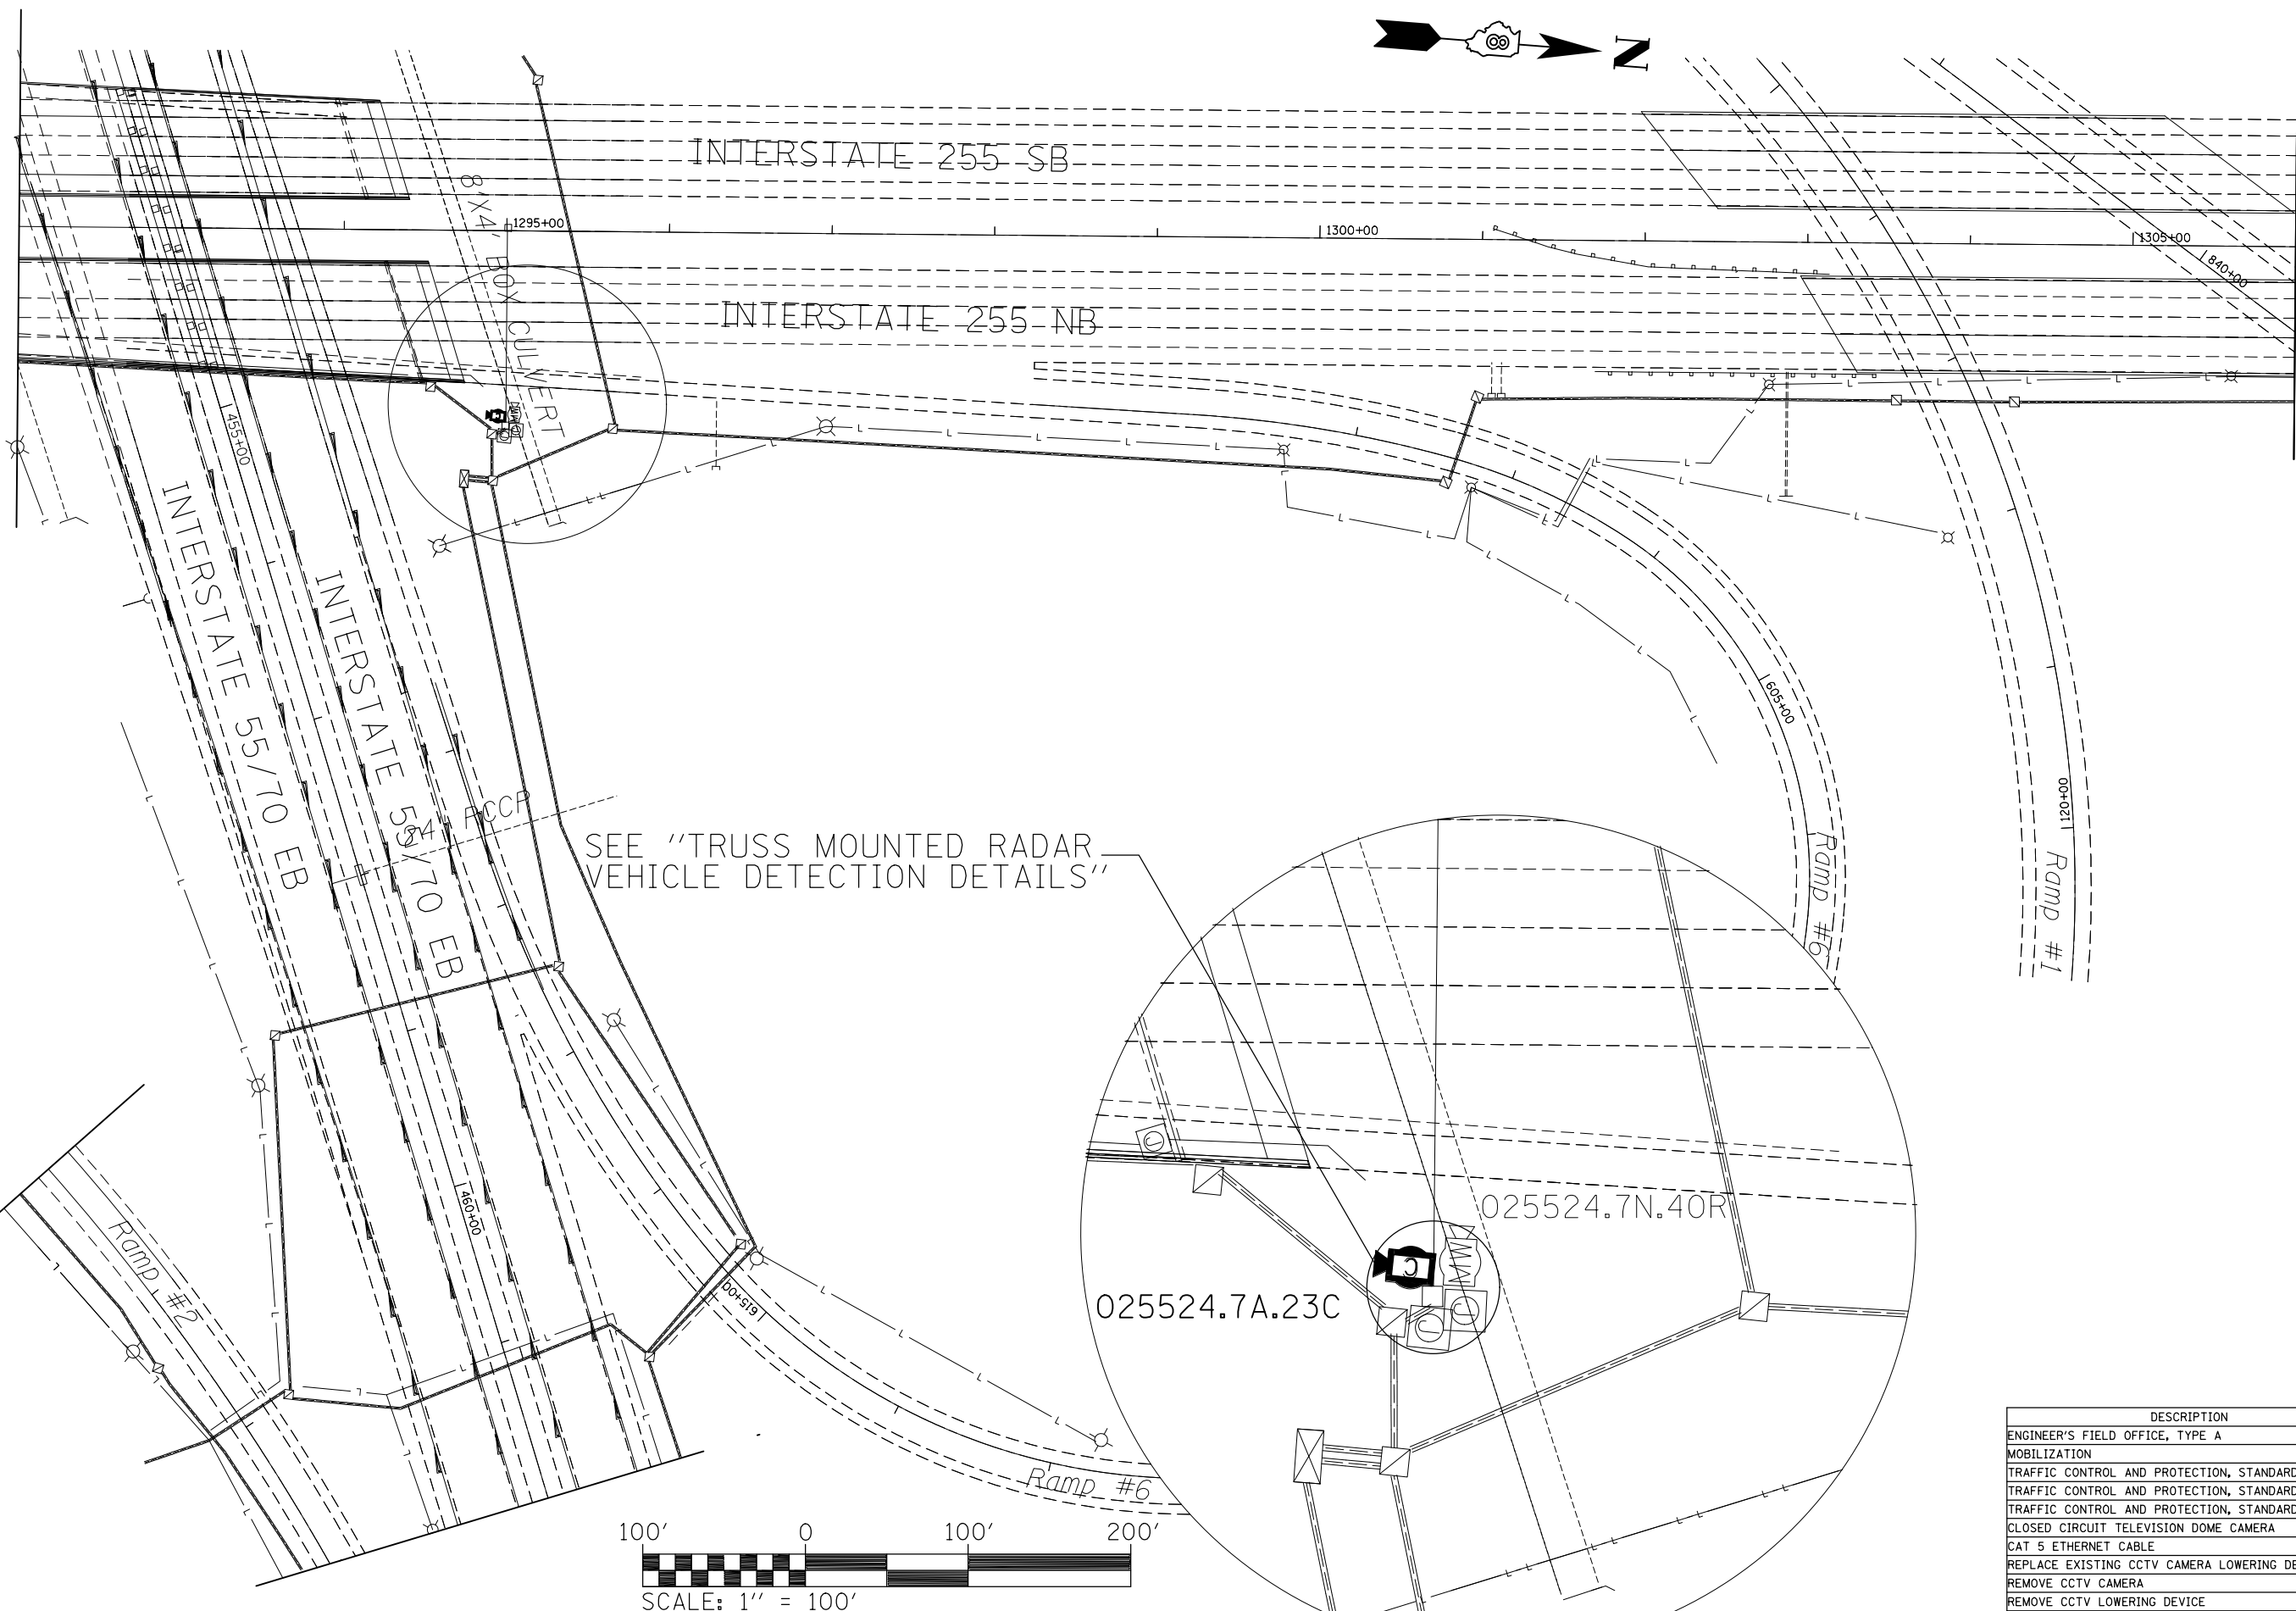 N
INTERSTATE 255 SB
8'X4' BOX CULVERT
1295+00
1300+00
1305+00
840+00
INTERSTATE 255 NB
455+00
INTERSTATE 55/70 EB
INTERSTATE 55/70 EB
605+00
120+00
84" RCCP
SEE "TRUSS MOUNTED RADAR
VEHICLE DETECTION DETAILS"
Ramp #6
Ramp #1
025524.7N.40R
MW
C
J
J
J
025524.7A.23C
460+00
Ramp #2
615+00
Ramp #6
100' 0 100' 200'
SCALE: 1" = 100'
DESCRIPTION
ENGINEER'S FIELD OFFICE, TYPE A
MOBILIZATION
TRAFFIC CONTROL AND PROTECTION, STANDARD
TRAFFIC CONTROL AND PROTECTION, STANDARD
TRAFFIC CONTROL AND PROTECTION, STANDARD
CLOSED CIRCUIT TELEVISION DOME CAMERA
CAT 5 ETHERNET CABLE
REPLACE EXISTING CCTV CAMERA LOWERING DE
REMOVE CCTV CAMERA
REMOVE CCTV LOWERING DEVICE